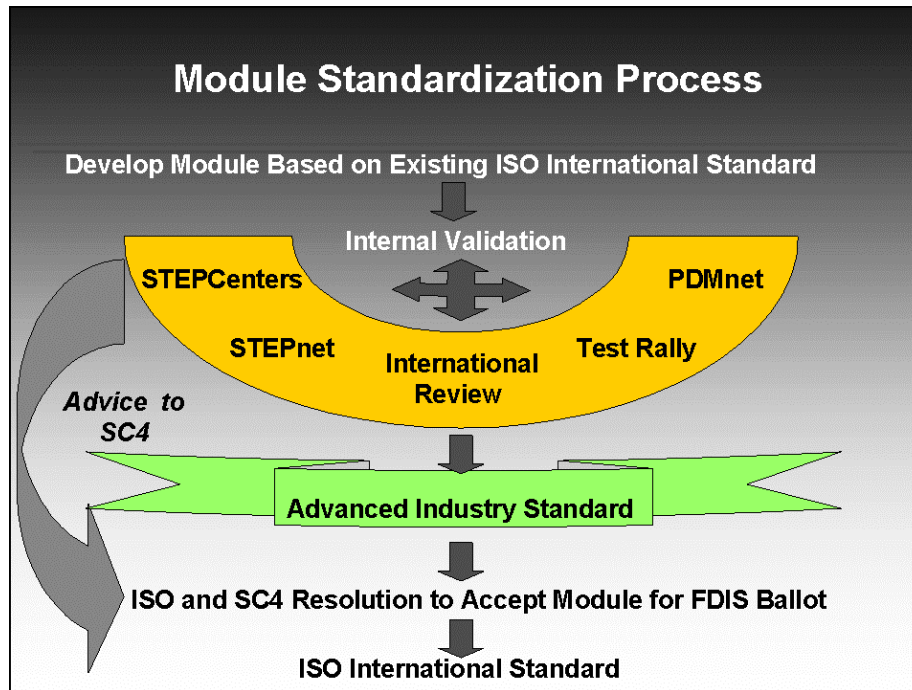 Module Standardization Process
Develop Module Based on Existing ISO International Standard
Internal Validation
STEPCenters
PDMnet
STEPnet
Test Rally
International
Review
Advice to
SC4
Advanced Industry Standard
ISO and SC4 Resolution to Accept Module for FDIS Ballot
ISO International Standard